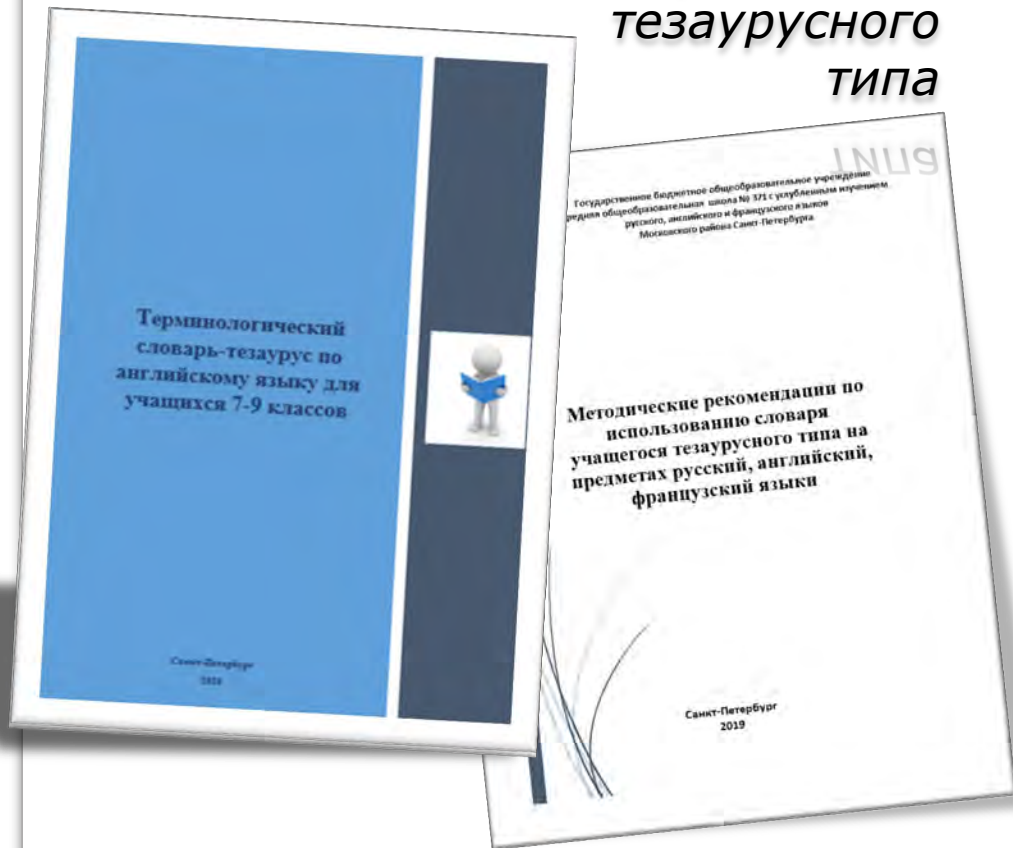 тезаурусного
типа
Терминологический
словарь-тезаурус по
английскому языку для
учащихся 7-9 классов
Санкт-Петербург
Государственное бюджетное общеобразовательное учреждение
редняя общеобразовательная школа № 371 с углубленным изучением
русского, английского и французского языков
Московского района Санкт-Петербурга
Методические рекомендации по
использованию словаря
учащегося тезаурусного типа на
предметах русский, английский,
французский языки
Санкт-Петербург
2019